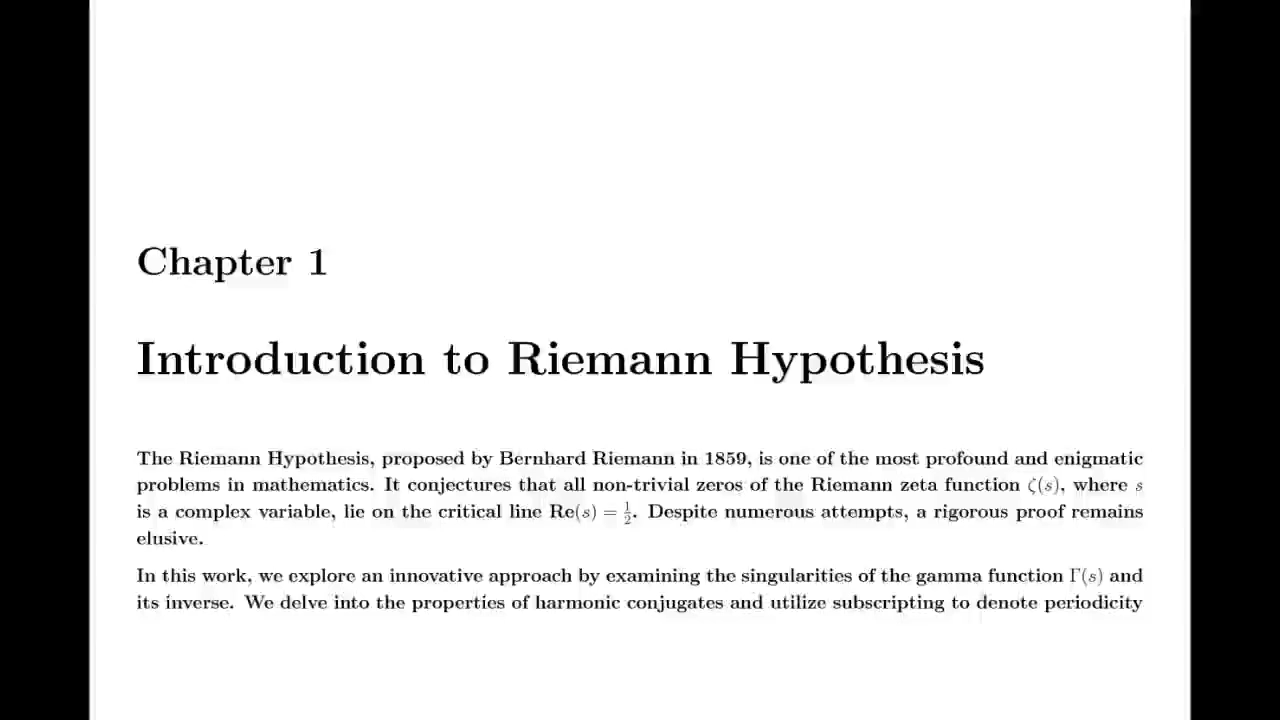 Chapter 1
Introduction to Riemann Hypothesis
The Riemann Hypothesis, proposed by Bernhard Riemann in 1859, is one of the most profound and enigmatic
problems in mathematics. It conjectures that all non-trivial zeros of the Riemann zeta function ζ(s), where s
is a complex variable, lie on the critical line Re(s) = 1/2. Despite numerous attempts, a rigorous proof remains
elusive.
In this work, we explore an innovative approach by examining the singularities of the gamma function Γ(s) and
its inverse. We delve into the properties of harmonic conjugates and utilize subscripting to denote periodicity